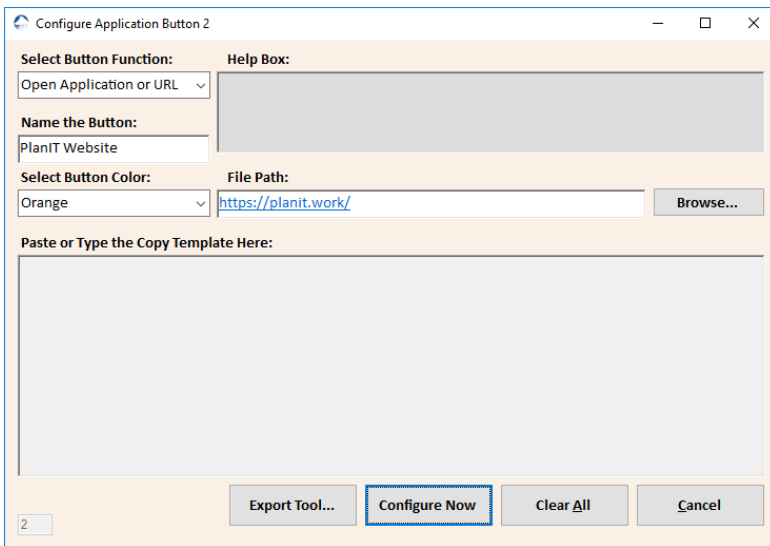 Configure Application Button 2
Select Button Function:
Help Box:
Open Application or URL
Name the Button:
PlanIT Website
Select Button Color:
File Path:
Orange
https://planit.work/
Browse...
Paste or Type the Copy Template Here:
Export Tool...
Configure Now
Clear All
Cancel
2